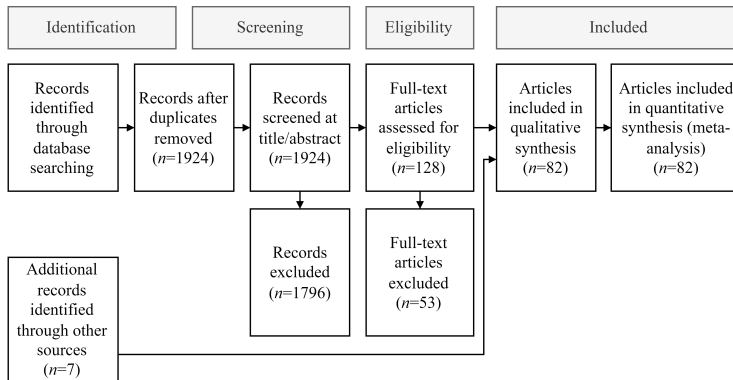 Identification
Screening
Eligibility
Included
Records
identified
through
database
searching
Records after
duplicates
removed
(n=1924)
Records
screened at
title/abstract
(n=1924)
Full-text
articles
assessed for
eligibility
(n=128)
Articles
included in
qualitative
synthesis
(n=82)
Articles included
in quantitative
synthesis (meta-
analysis)
(n=82)
Records
excluded
(n=1796)
Full-text
articles
excluded
(n=53)
Additional
records
identified
through other
sources
(n=7)